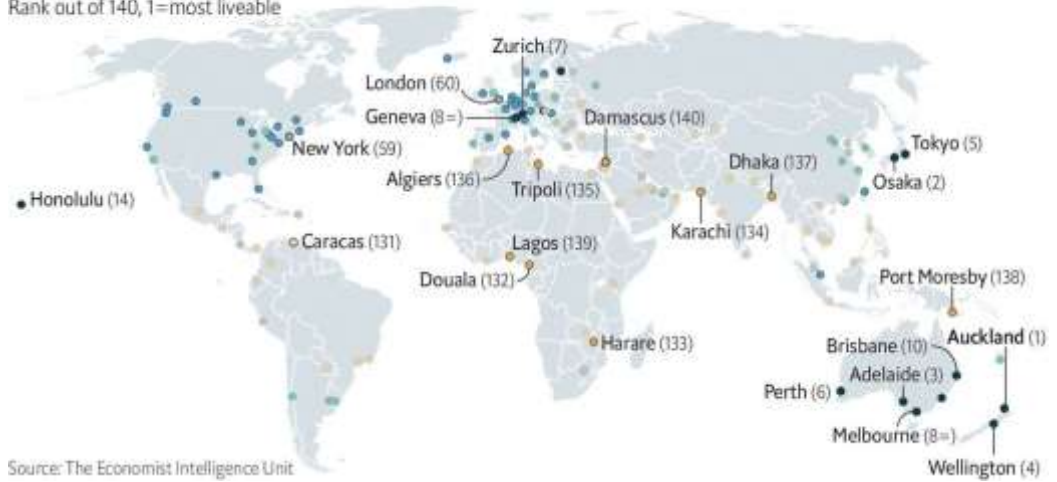 Rank out of 140, 1=most liveable
Zurich (7)
London (60)
Geneva (8=)
Damascus (140)
New York (59)
Tokyo (5)
Dhaka (137)
Algiers (136)
Tripoli (135)
Osaka (2)
Honolulu (14)
Karachi (134)
Caracas (131)
Lagos (139)
Douala (132)
Port Moresby (138)
Harare (133)
Auckland (1)
Brisbane (10)
Adelaide (3)
Perth (6)
Melbourne (8=)
Source: The Economist Intelligence Unit
Wellington (4)